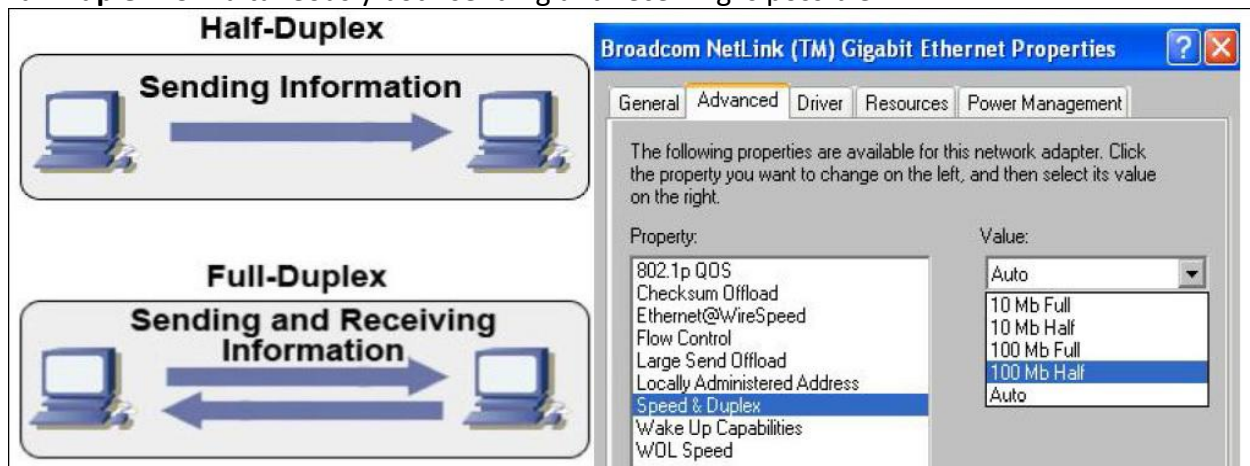 Half-Duplex
Sending Information
Full-Duplex
Sending and Receiving
Information
Broadcom NetLink (TM) Gigabit Ethernet Properties
General Advanced Driver Resources Power Management
The following properties are available for this network adapter. Click
the property you want to change on the left, and then select its value
on the right.
Property:
802.1p QOS
Checksum Offload
Ethernet@WireSpeed
Flow Control
Large Send Offload
Locally Administered Address
Speed & Duplex
Wake Up Capabilities
WOL Speed
Value:
Auto
10 Mb Full
10 Mb Half
100 Mb Full
100 Mb Half
Auto